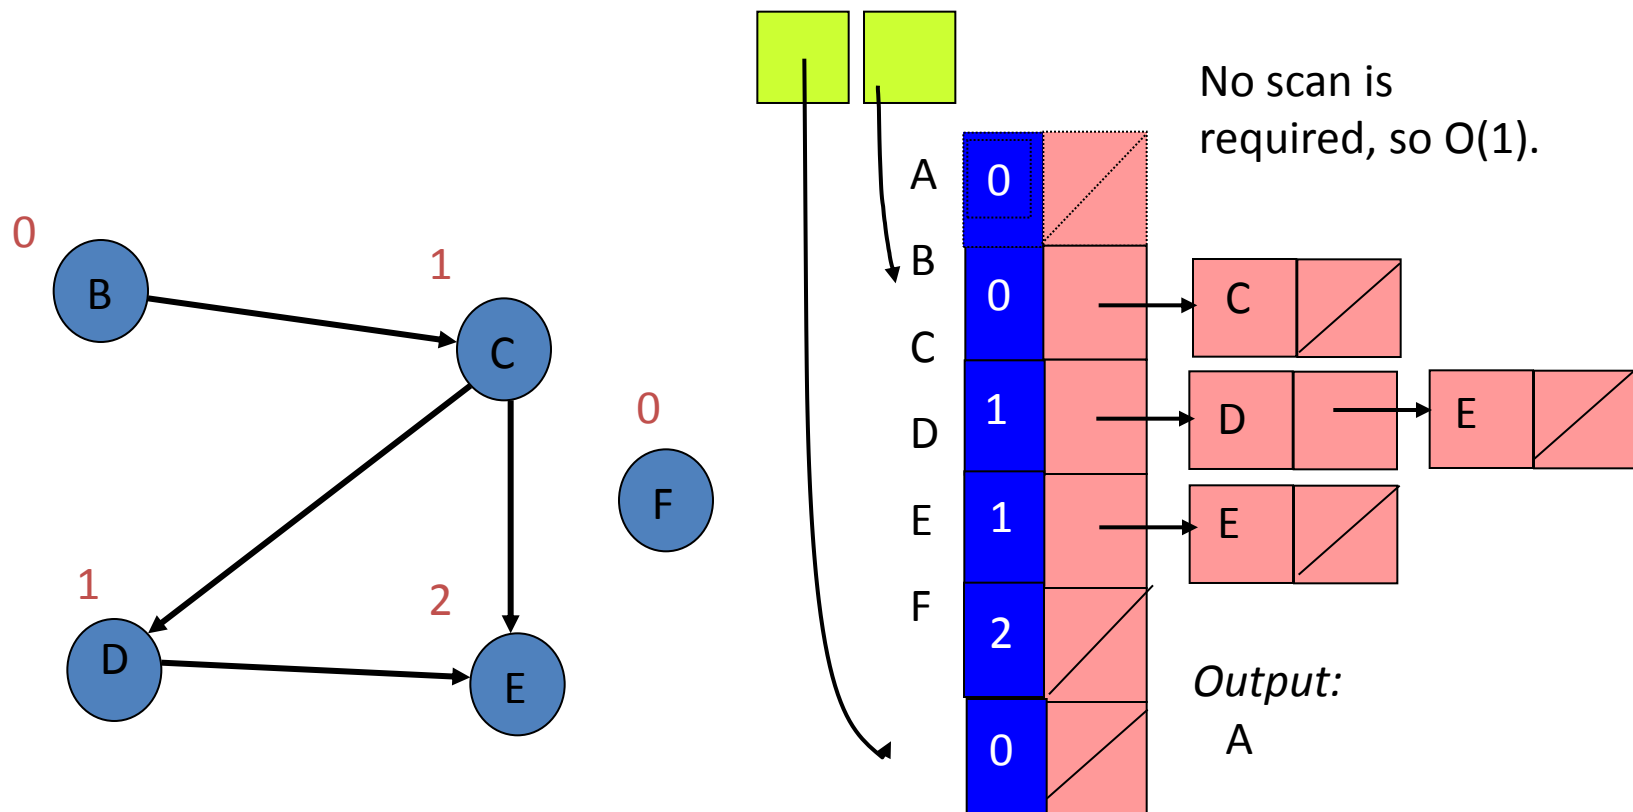 No scan is
required, so O(1).
A 0
0 B 0 C
1 C
B
C 1 D E
0
D
F E 1 E
1 2 F 2
D E Output:
0 A